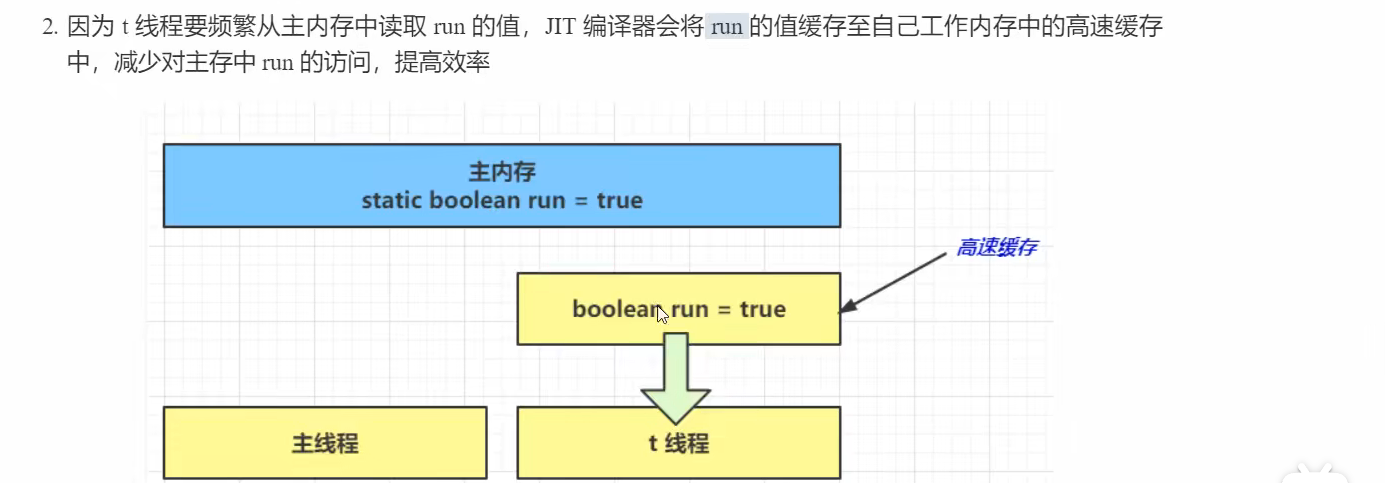 2. 因为 t 线程要频繁从主内存中读取 run 的值，JIT 编译器会将 run 的值缓存至自己工作内存中的高速缓存
中，减少对主存中 run 的访问，提高效率
主内存
static boolean run = true
高速缓存
boolean run = true
主线程
t 线程